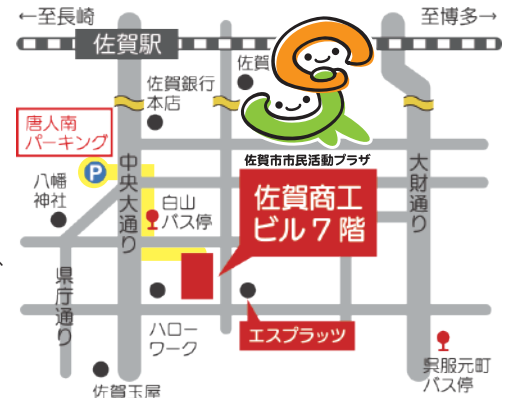 ←至長崎
至博多→
佐賀駅
佐賀銀行
本店
佐賀
佐賀市市民活動プラザ
唐人南
パーキング
P
八幡
神社
中央大通り
白山
バス停
大財通り
佐賀商工
ビル7階
県庁通り
ハロー
ワーク
エスプラッツ
呉服元町
バス停
佐賀玉屋